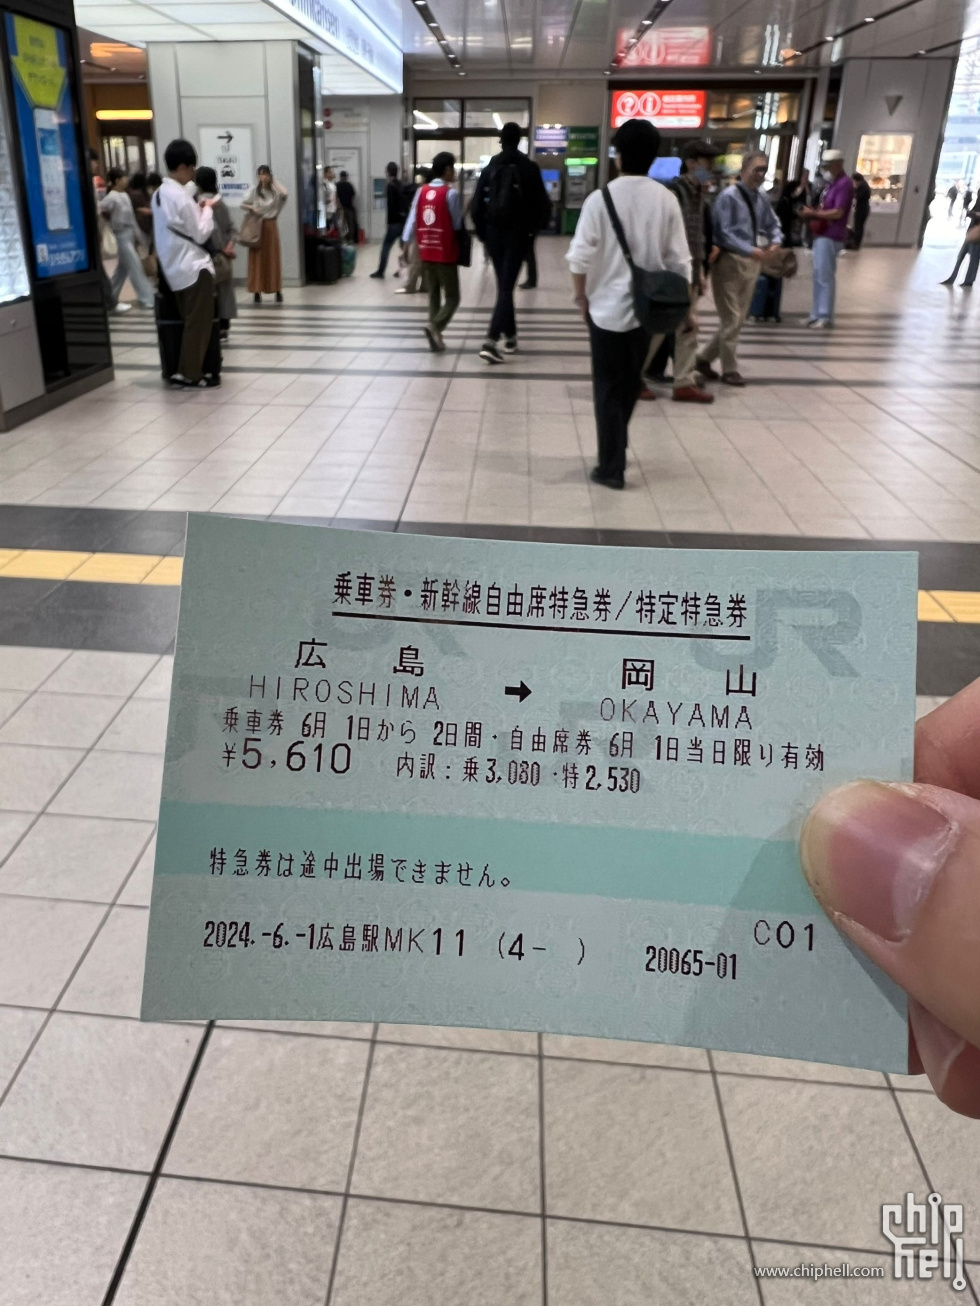 乗車券・新幹線自由席特急券/特定特急券
広島 ➡ 岡山
HIROSHIMA OKAYAMA
乗車券 6月 1日から 2日間・自由席券 6月 1日当日限り有効
¥5,610 内訳:乗3,080・特2,530
特急券は途中出場できません。
2024.-6.-1広島駅MK11 (4- ) 20065-01 C01
chip hell
www.chiphell.com